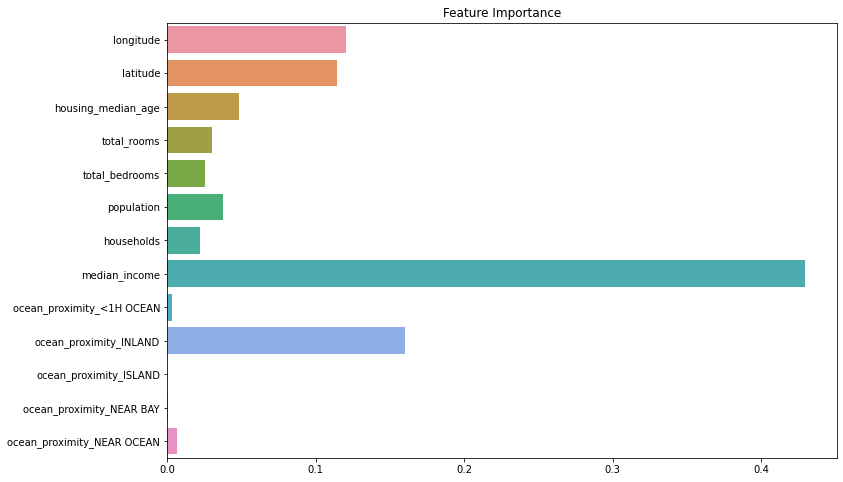 Feature Importance
longitude
latitude
housing_median_age
total_rooms
total_bedrooms
population
households
median_income
ocean_proximity_<1H OCEAN
ocean_proximity_INLAND
ocean_proximity_ISLAND
ocean_proximity_NEAR BAY
ocean_proximity_NEAR OCEAN
0.0 0.1 0.2 0.3 0.4